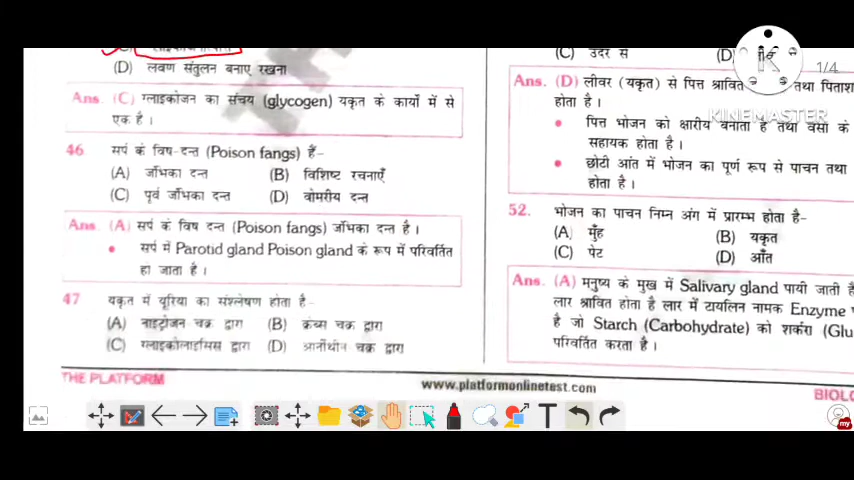 (D) लवण संतुलन बनाए रखना
Ans. (C) ग्लाइकोजन का संचय (glycogen) यकृत के कार्यो में से
एक है।
46 सर्प के विष-दन्त (Poison fangs) हैं-
(A) जंभिका दन्त (B) विशिष्ट रचनाएँ
(C) पूर्व जंभिका दन्त (D) वोमरीय दन्त
Ans. (A) सर्प के विष दन्त (Poison fangs) जंभिका दन्त है।
• सर्प में Parotid gland Poison gland के रूप में परिवर्तित
हो जाता है।
47 यकृत में यूरिया का संश्लेषण होता है-
(A) नाइट्रोजन चक्र द्वारा (B) क्रेब्स चक्र द्वारा
(C) ग्लाइकोलाइसिस द्वारा (D) आर्नीथीन चक्र द्वारा
THE PLATFORM
www.platformonlinetest.com
(C) उदर से (D)
Ans. (D) लीवर (यकृत) से पित्त श्रावित तथा पिताश
होता है।
• पित्त भोजन को क्षारीय बनाता है तथा वसा के
सहायक होता है।
• छोटी आंत में भोजन का पूर्ण रूप से पाचन तथा
होता है।
52. भोजन का पाचन निम्न अंग में प्रारम्भ होता है-
(A) मुँह (B) यकृत
(C) पेट (D) आँत
Ans. (A) मनुष्य के मुख में Salivary gland पायी जाती है
लार श्रावित होता है लार में टायलिन नामक Enzyme
है जो Starch (Carbohydrate) को शर्करा (Glu
परिवर्तित करता है।
BIOLO
K
KINEMASTER
1/4
T
my